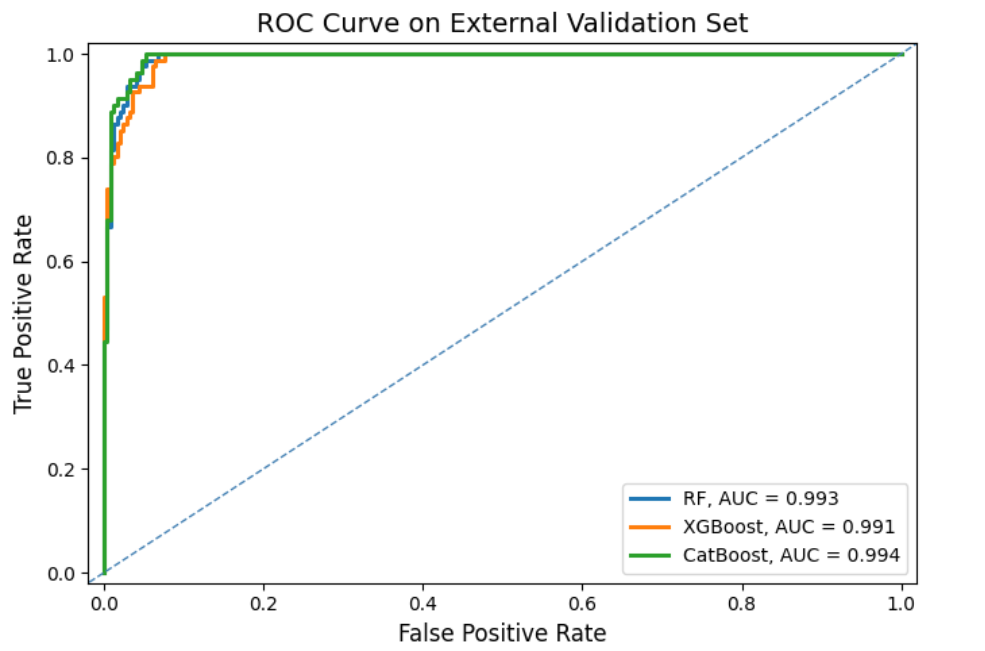 ROC Curve on External Validation Set
True Positive Rate
1.0
0.8
0.6
0.4
0.2
0.0
RF, AUC = 0.993
XGBoost, AUC = 0.991
CatBoost, AUC = 0.994
0.0 0.2 0.4 0.6 0.8 1.0
False Positive Rate